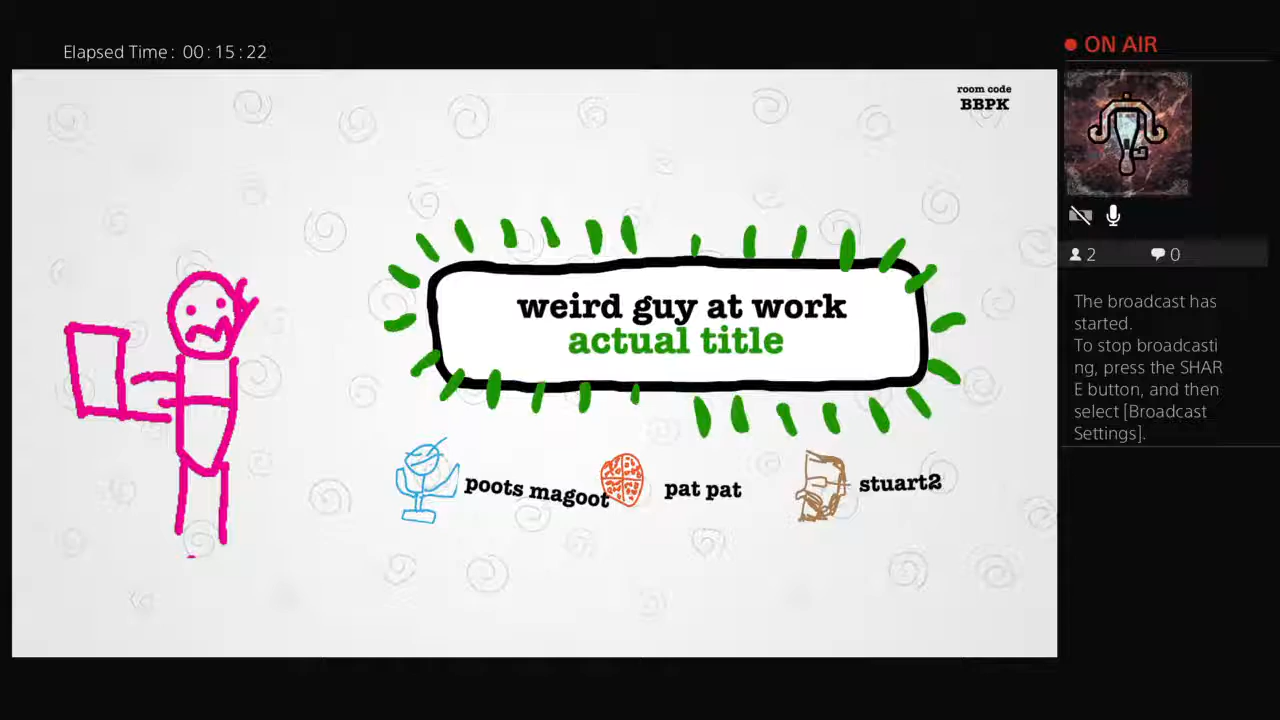 Elapsed Time: 00:15:22
ON AIR
room code
BBPK
weird guy at work
actual title
poots magoot
pat pat
stuart2
2
0
The broadcast has
started.
To stop broadcasti
ng, press the SHAR
E button, and then
select [Broadcast
Settings].